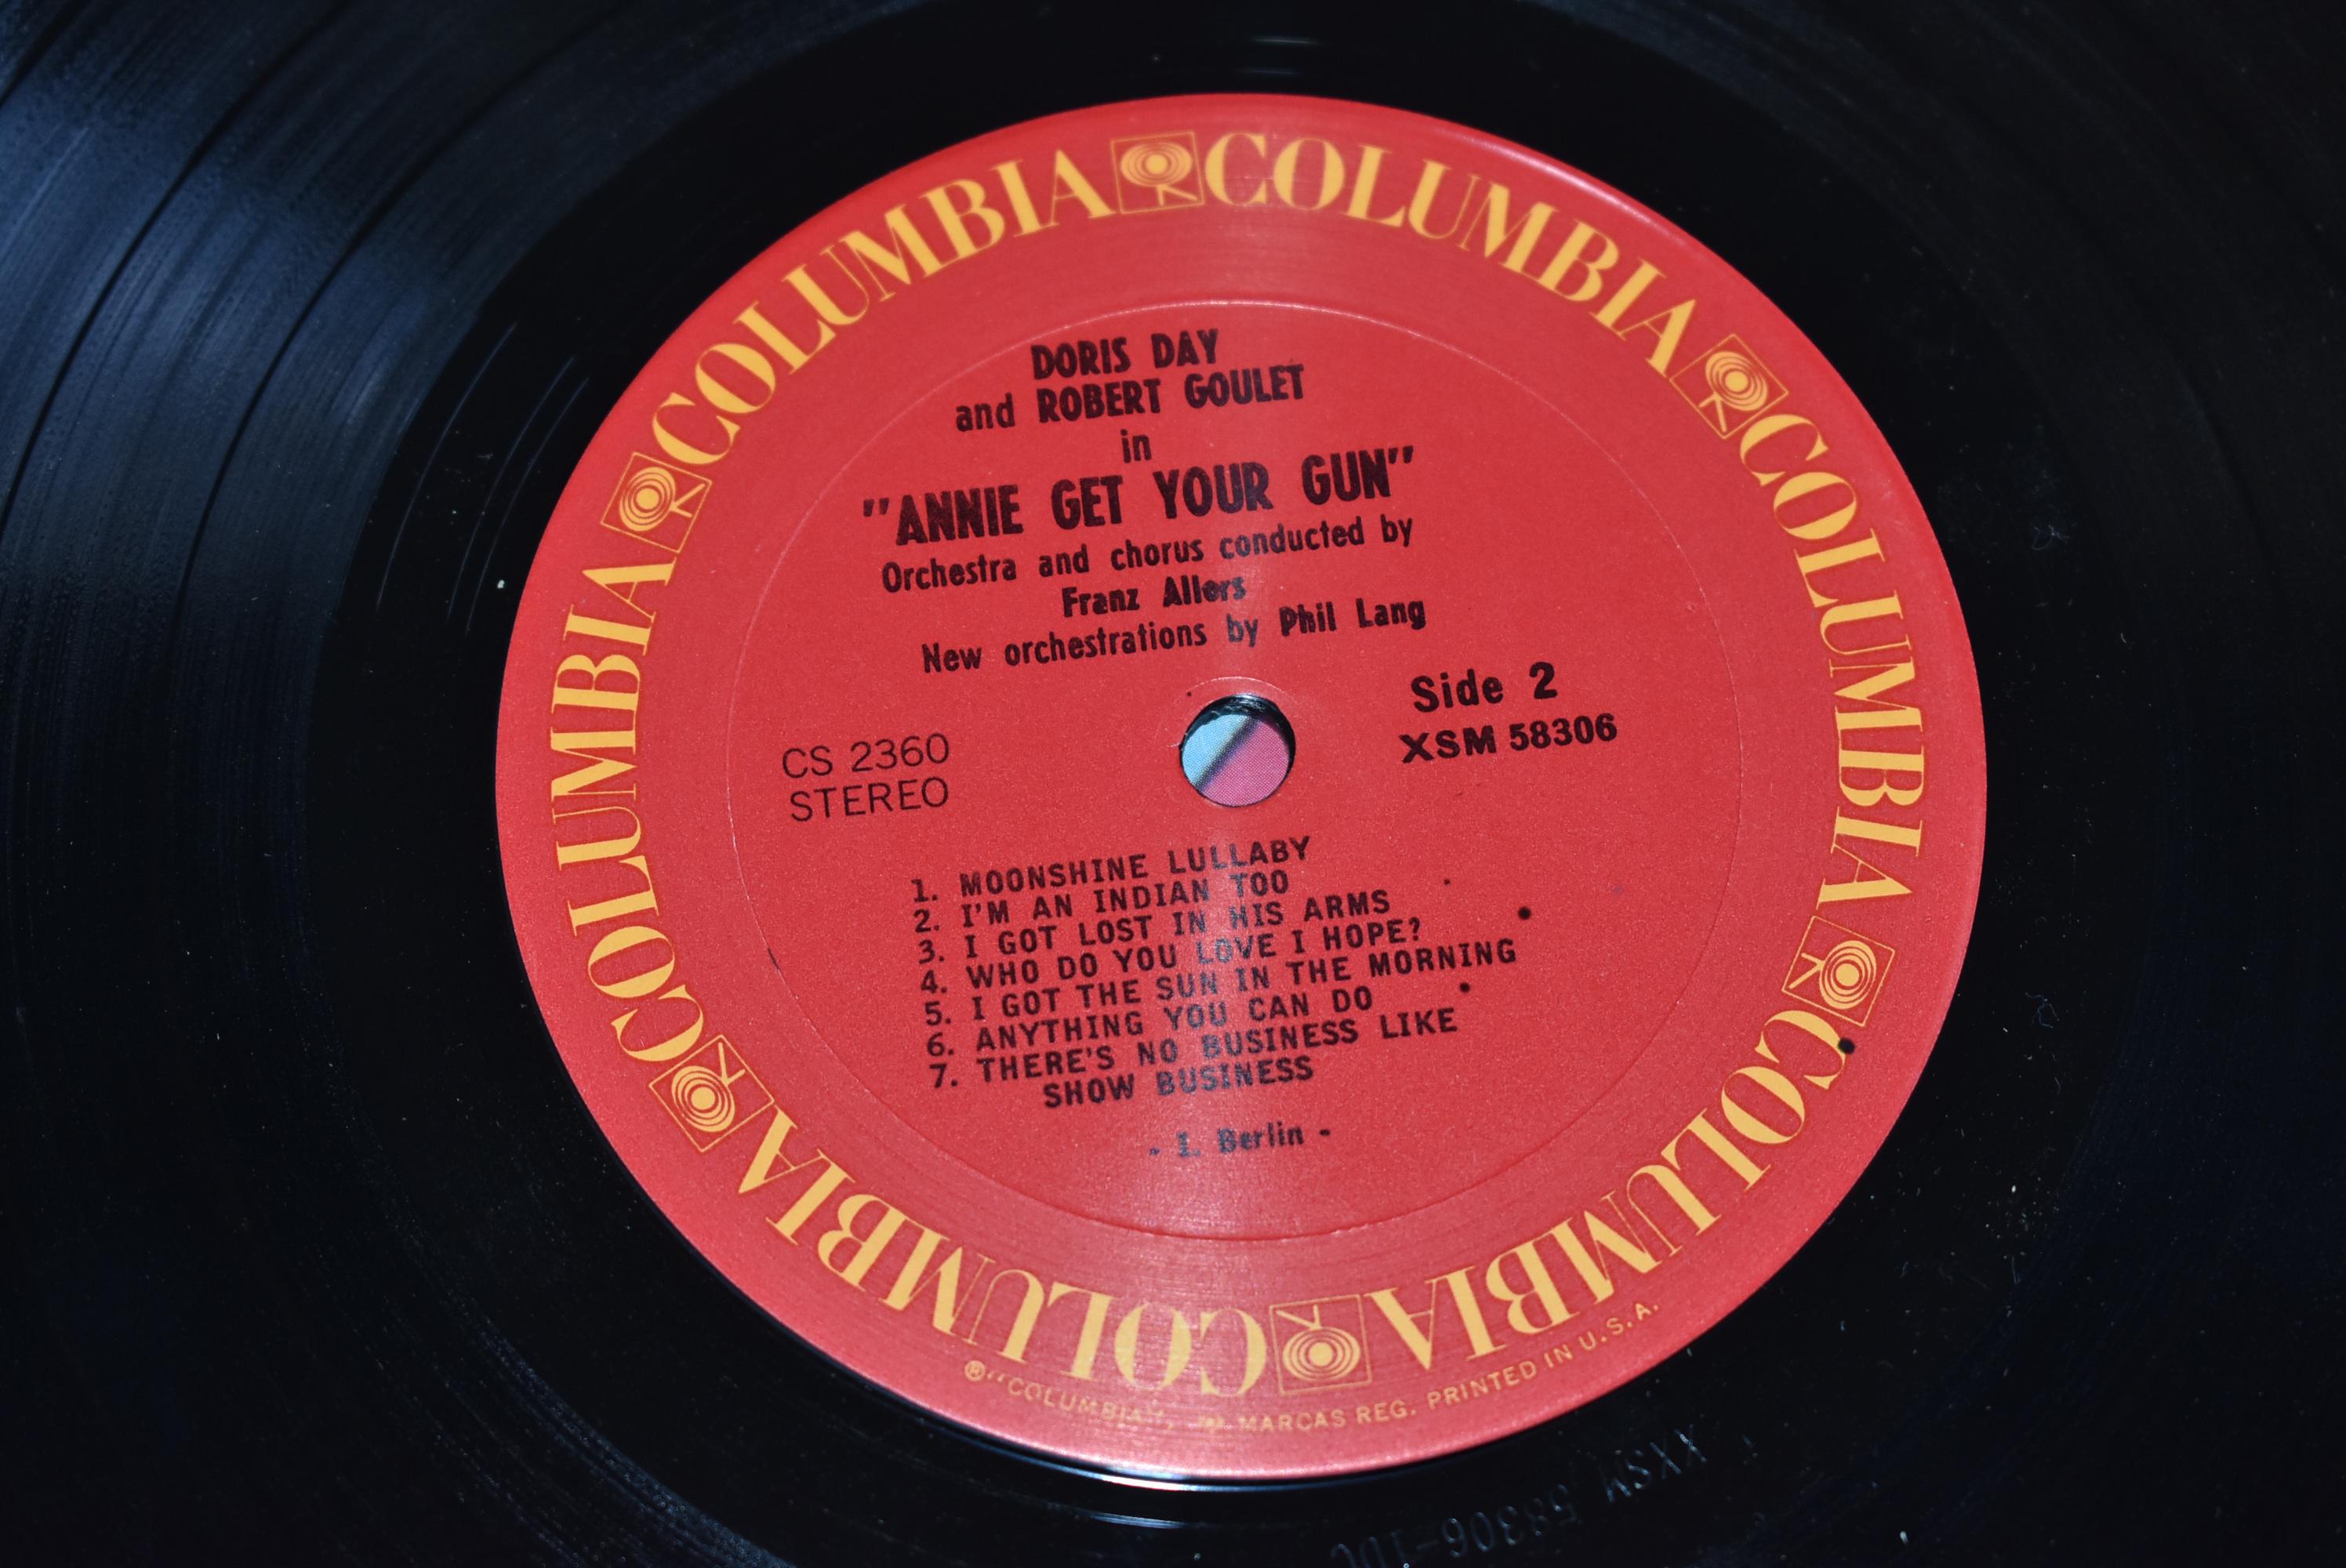 COLUMBIA COLUMBIA COLUMBIA COLUMBIA COLUMBIA COLUMBIA
DORIS DAY
and ROBERT GOULET
in
"ANNIE GET YOUR GUN"
Orchestra and chorus conducted by
Franz Allers
New orchestrations by Phil Lang
Side 2
XSM 58306
CS 2360
STEREO
1. MOONSHINE LULLABY
2. I'M AN INDIAN TOO
3. I GOT LOST IN HIS ARMS
4. WHO DO YOU LOVE I HOPE?
5. I GOT THE SUN IN THE MORNING
6. ANYTHING YOU CAN DO
7. THERE'S NO BUSINESS LIKE
SHOW BUSINESS
- I. Berlin -
® "COLUMBIA", MARCAS REG. PRINTED IN U.S.A.
XXSM 58306-1D